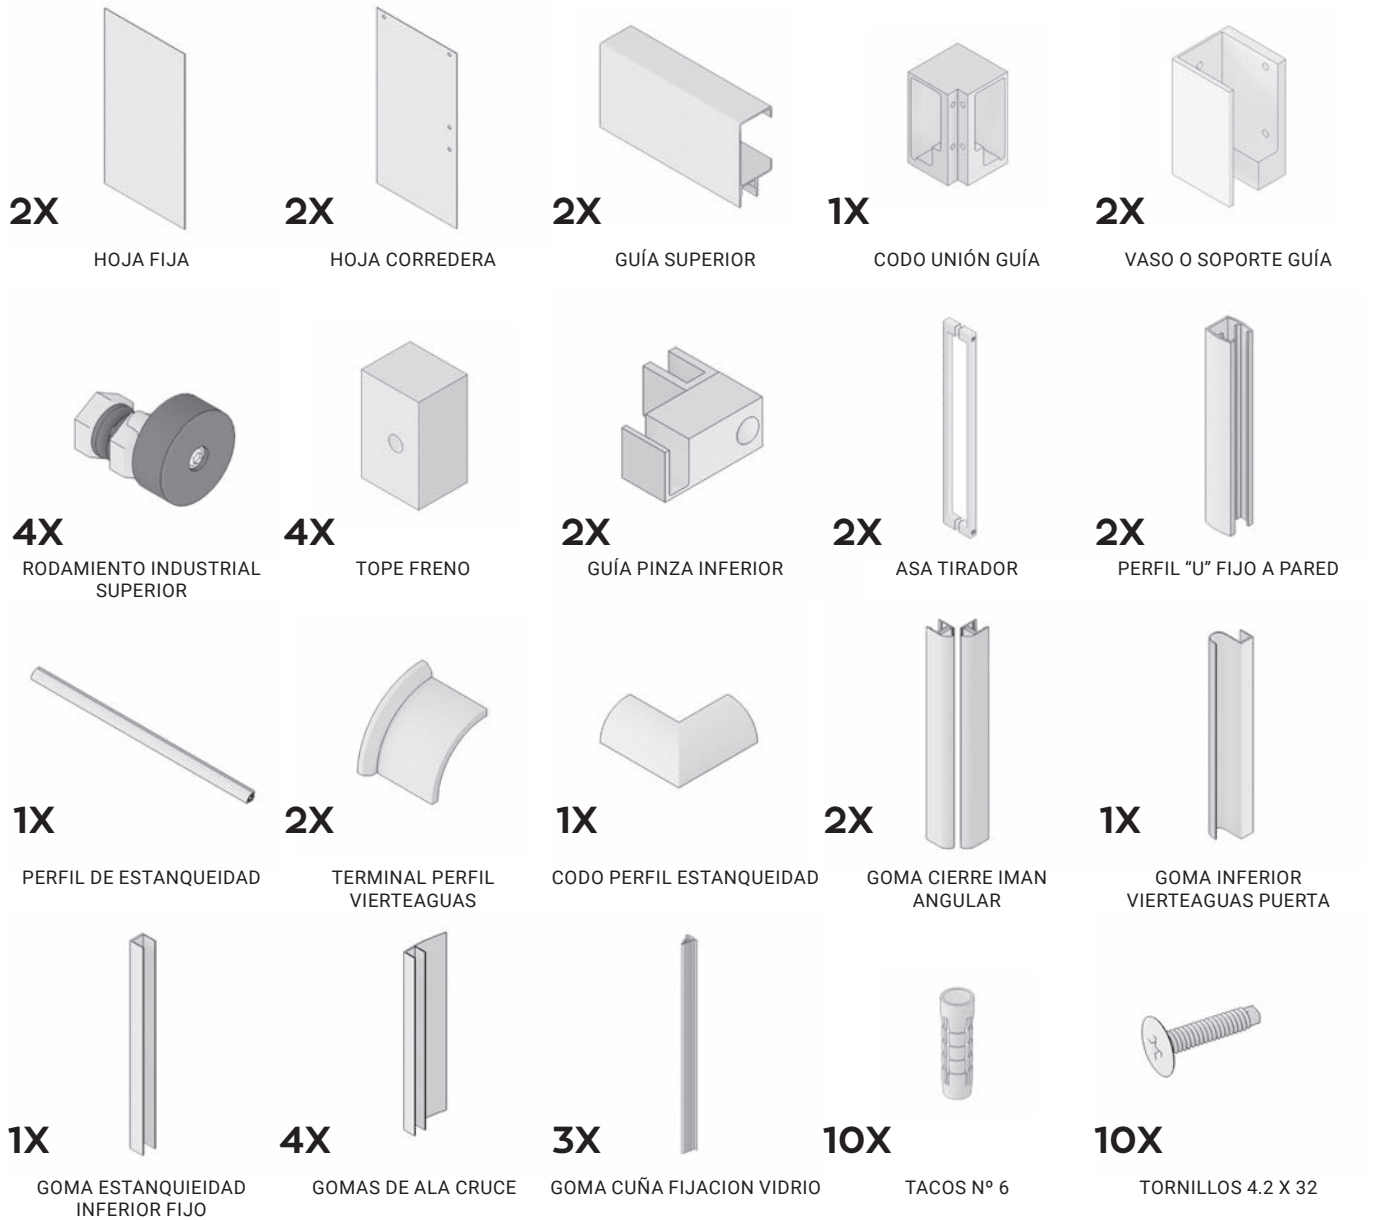 2X
2X
2X
1X
2X
HOJA FIJA
HOJA CORREDERA
GUÍA SUPERIOR
CODO UNIÓN GUÍA
VASO O SOPORTE GUÍA
4X
4X
2X
2X
2X
RODAMIENTO INDUSTRIAL
SUPERIOR
TOPE FRENO
GUÍA PINZA INFERIOR
ASA TIRADOR
PERFIL “U” FIJO A PARED
1X
2X
1X
2X
1X
PERFIL DE ESTANQUEIDAD
TERMINAL PERFIL
VIERTEAGUAS
CODO PERFIL ESTANQUEIDAD
GOMA CIERRE IMAN
ANGULAR
GOMA INFERIOR
VIERTEAGUAS PUERTA
1X
4X
3X
10X
10X
GOMA ESTANQUIEIDAD
INFERIOR FIJO
GOMAS DE ALA CRUCE
GOMA CUÑA FIJACION VIDRIO
TACOS Nº 6
TORNILLOS 4.2 X 32